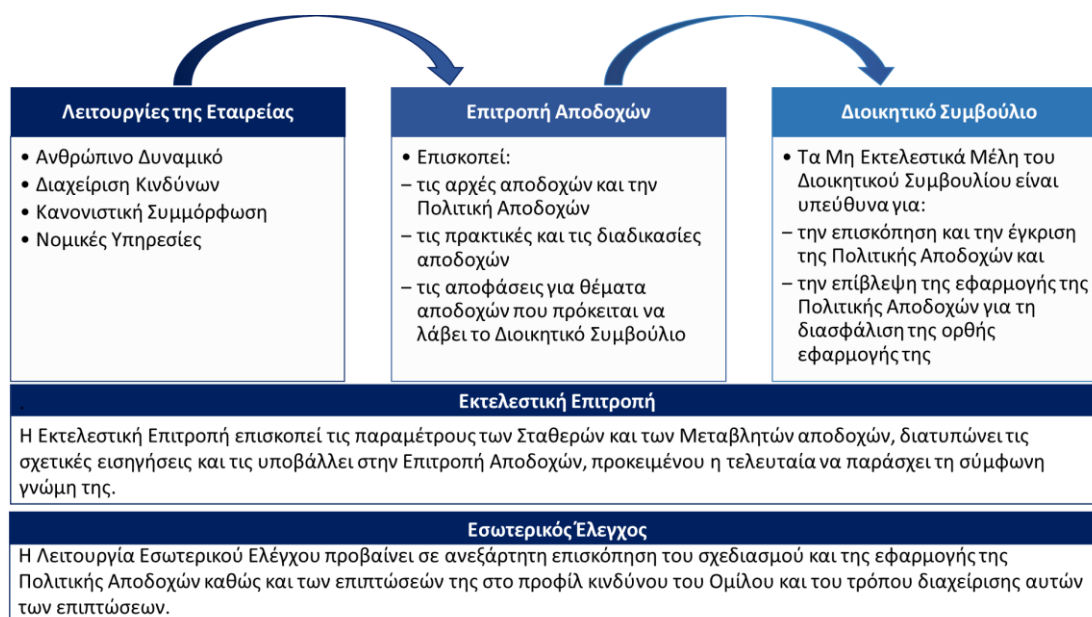 Λειτουργίες της Εταιρείας
• Ανθρώπινο Δυναμικό
• Διαχείριση Κινδύνων
• Κανονιστική Συμμόρφωση
• Νομικές Υπηρεσίες
Επιτροπή Αποδοχών
• Επισκοπεί:
– τις αρχές αποδοχών και την
Πολιτική Αποδοχών
– τις πρακτικές και τις διαδικασίες
αποδοχών
– τις αποφάσεις για θέματα
αποδοχών που πρόκειται να
λάβει το Διοικητικό Συμβούλιο
Διοικητικό Συμβούλιο
• Τα Μη Εκτελεστικά Μέλη του
Διοικητικού Συμβουλίου είναι
υπεύθυνα για:
– την επισκόπηση και την έγκριση
της Πολιτικής Αποδοχών και
– την επίβλεψη της εφαρμογής της
Πολιτικής Αποδοχών για τη
διασφάλιση της ορθής
εφαρμογής της
Εκτελεστική Επιτροπή
Η Εκτελεστική Επιτροπή επισκοπεί τις παραμέτρους των Σταθερών και των Μεταβλητών αποδοχών, διατυπώνει τις
σχετικές εισηγήσεις και τις υποβάλλει στην Επιτροπή Αποδοχών, προκειμένου η τελευταία να παράσχει τη σύμφωνη
γνώμη της.
Εσωτερικός Έλεγχος
Η Λειτουργία Εσωτερικού Ελέγχου προβαίνει σε ανεξάρτητη επισκόπηση του σχεδιασμού και της εφαρμογής της
Πολιτικής Αποδοχών καθώς και των επιπτώσεών της στο προφίλ κινδύνου του Ομίλου και του τρόπου διαχείρισης αυτών
των επιπτώσεων.